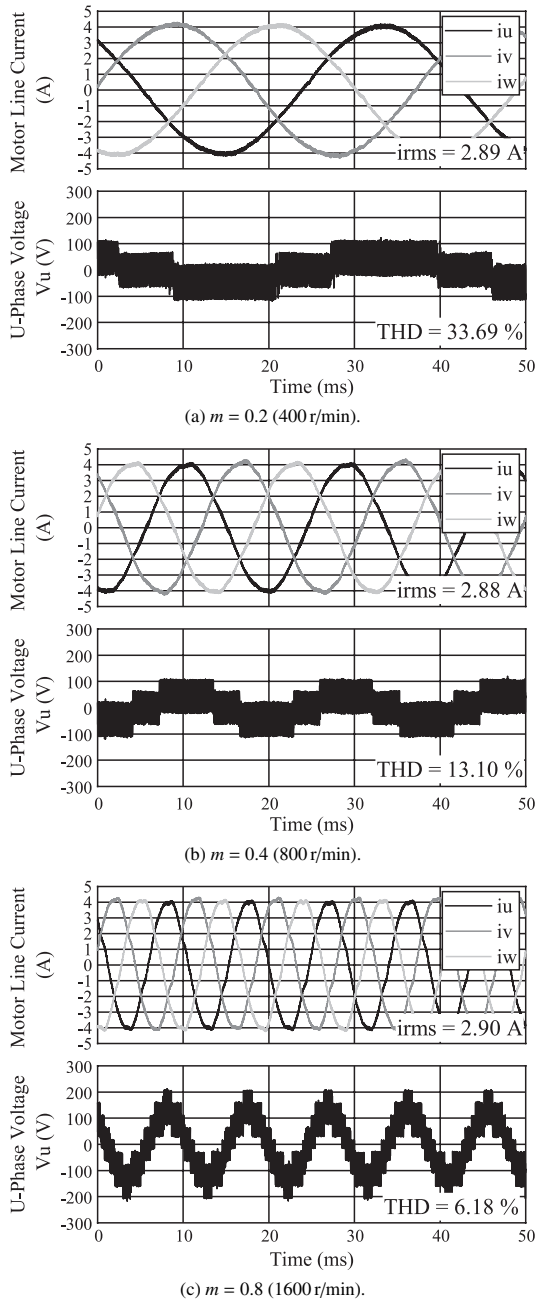 Motor Line Current
(A)
5
4
3
2
1
0
-1
-2
-3
-4
-5
iu
iv
iw
irms = 2.89 A
U-Phase Voltage
Vu (V)
300
200
100
0
-100
-200
-300
THD = 33.69 %
0 10 20 30 40 50
Time (ms)
(a) m = 0.2 (400 r/min).
Motor Line Current
(A)
5
4
3
2
1
0
-1
-2
-3
-4
-5
iu
iv
iw
irms = 2.88 A
U-Phase Voltage
Vu (V)
300
200
100
0
-100
-200
-300
THD = 13.10 %
0 10 20 30 40 50
Time (ms)
(b) m = 0.4 (800 r/min).
Motor Line Current
(A)
5
4
3
2
1
0
-1
-2
-3
-4
-5
iu
iv
iw
irms = 2.90 A
U-Phase Voltage
Vu (V)
300
200
100
0
-100
-200
-300
THD = 6.18 %
0 10 20 30 40 50
Time (ms)
(c) m = 0.8 (1600 r/min).